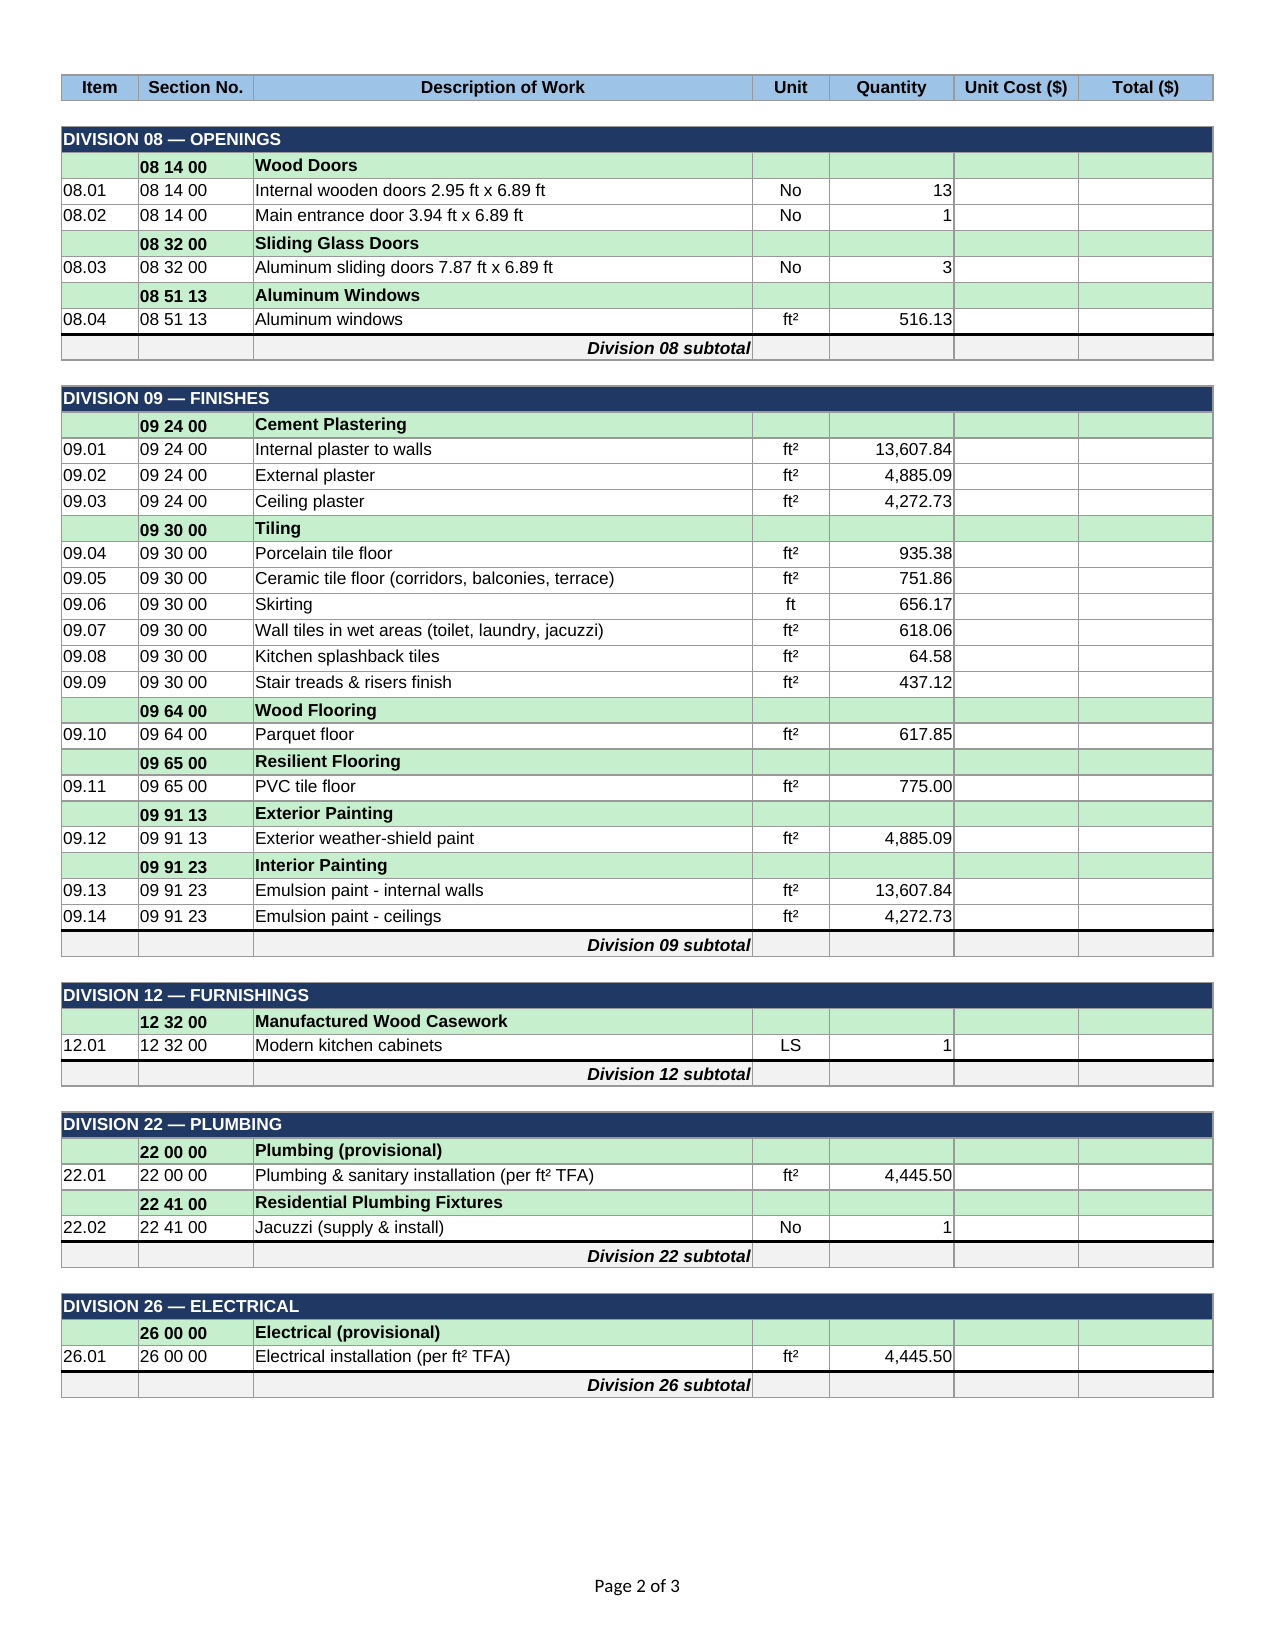 Item Section No. Description of Work Unit Quantity Unit Cost ($) Total ($)
DIVISION 08 — OPENINGS
08 14 00 Wood Doors
08.01 08 14 00 Internal wooden doors 2.95 ft x 6.89 ft No 13
08.02 08 14 00 Main entrance door 3.94 ft x 6.89 ft No 1
08 32 00 Sliding Glass Doors
08.03 08 32 00 Aluminum sliding doors 7.87 ft x 6.89 ft No 3
08 51 13 Aluminum Windows
08.04 08 51 13 Aluminum windows ft² 516.13
Division 08 subtotal
DIVISION 09 — FINISHES
09 24 00 Cement Plastering
09.01 09 24 00 Internal plaster to walls ft² 13,607.84
09.02 09 24 00 External plaster ft² 4,885.09
09.03 09 24 00 Ceiling plaster ft² 4,272.73
09 30 00 Tiling
09.04 09 30 00 Porcelain tile floor ft² 935.38
09.05 09 30 00 Ceramic tile floor (corridors, balconies, terrace) ft² 751.86
09.06 09 30 00 Skirting ft 656.17
09.07 09 30 00 Wall tiles in wet areas (toilet, laundry, jacuzzi) ft² 618.06
09.08 09 30 00 Kitchen splashback tiles ft² 64.58
09.09 09 30 00 Stair treads & risers finish ft² 437.12
09 64 00 Wood Flooring
09.10 09 64 00 Parquet floor ft² 617.85
09 65 00 Resilient Flooring
09.11 09 65 00 PVC tile floor ft² 775.00
09 91 13 Exterior Painting
09.12 09 91 13 Exterior weather-shield paint ft² 4,885.09
09 91 23 Interior Painting
09.13 09 91 23 Emulsion paint - internal walls ft² 13,607.84
09.14 09 91 23 Emulsion paint - ceilings ft² 4,272.73
Division 09 subtotal
DIVISION 12 — FURNISHINGS
12 32 00 Manufactured Wood Casework
12.01 12 32 00 Modern kitchen cabinets LS 1
Division 12 subtotal
DIVISION 22 — PLUMBING
22 00 00 Plumbing (provisional)
22.01 22 00 00 Plumbing & sanitary installation (per ft² TFA) ft² 4,445.50
22 41 00 Residential Plumbing Fixtures
22.02 22 41 00 Jacuzzi (supply & install) No 1
Division 22 subtotal
DIVISION 26 — ELECTRICAL
26 00 00 Electrical (provisional)
26.01 26 00 00 Electrical installation (per ft² TFA) ft² 4,445.50
Division 26 subtotal
Page 2 of 3